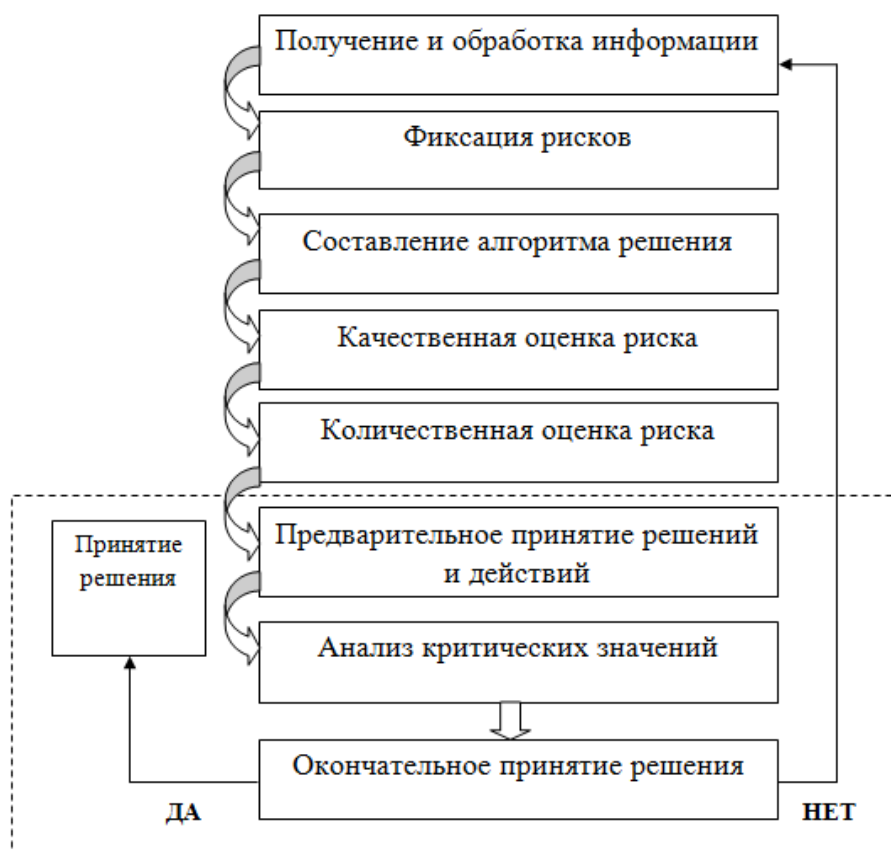 Получение и обработка информации
Фиксация рисков
Составление алгоритма решения
Качественная оценка риска
Количественная оценка риска
Принятие
решения
Предварительное принятие решений
и действий
Анализ критических значений
Окончательное принятие решения
ДА
НЕТ